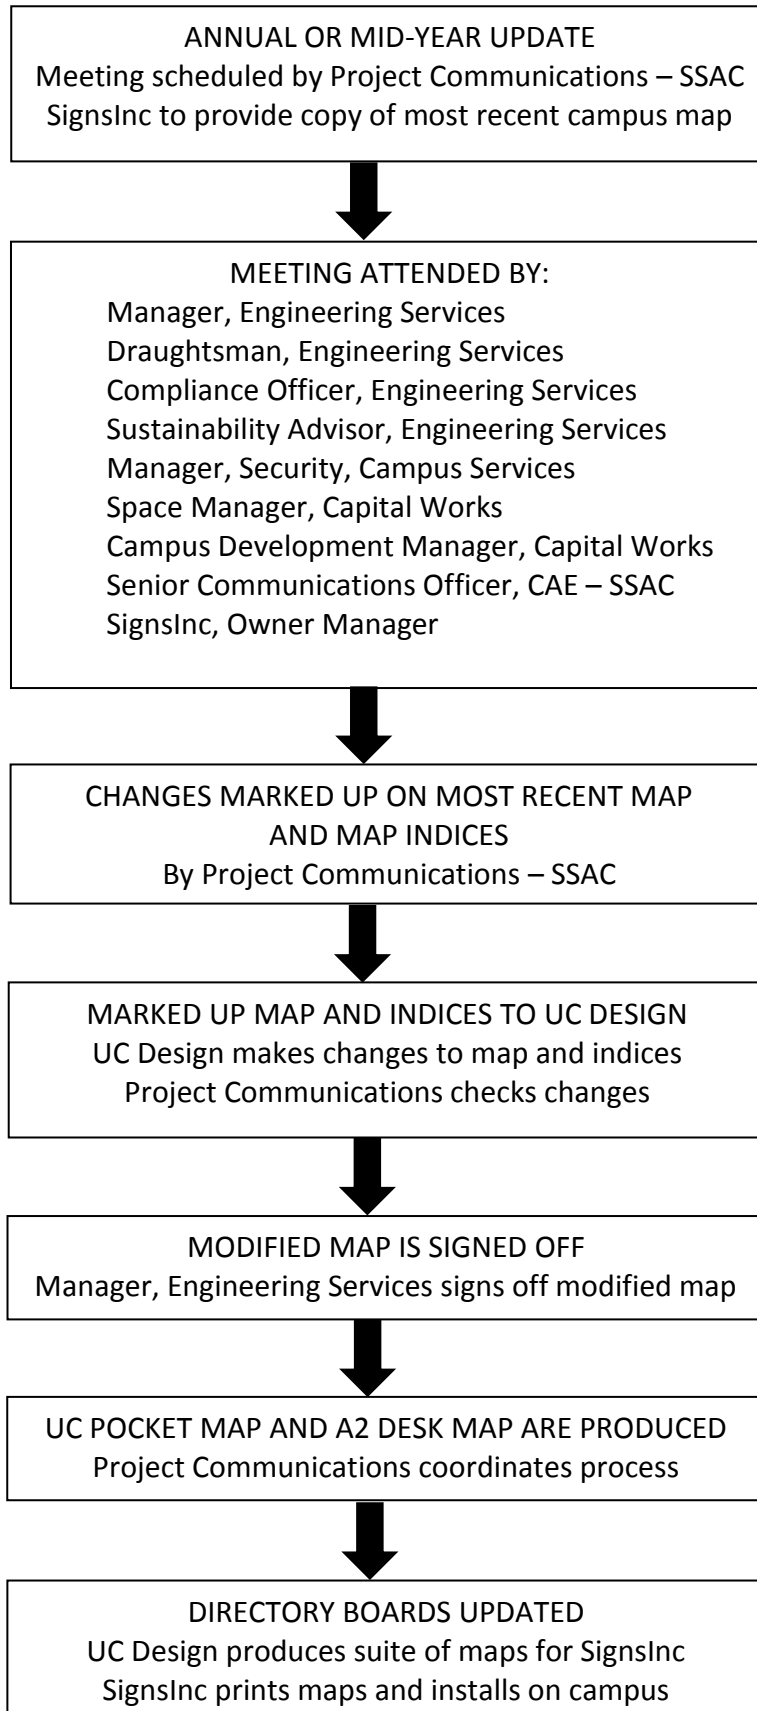 ANNUAL OR MID-YEAR UPDATE
Meeting scheduled by Project Communications – SSAC
SignsInc to provide copy of most recent campus map
MEETING ATTENDED BY:
Manager, Engineering Services
Draughtsman, Engineering Services
Compliance Officer, Engineering Services
Sustainability Advisor, Engineering Services
Manager, Security, Campus Services
Space Manager, Capital Works
Campus Development Manager, Capital Works
Senior Communications Officer, CAE – SSAC
SignsInc, Owner Manager
CHANGES MARKED UP ON MOST RECENT MAP
AND MAP INDICES
By Project Communications – SSAC
MARKED UP MAP AND INDICES TO UC DESIGN
UC Design makes changes to map and indices
Project Communications checks changes
MODIFIED MAP IS SIGNED OFF
Manager, Engineering Services signs off modified map
UC POCKET MAP AND A2 DESK MAP ARE PRODUCED
Project Communications coordinates process
DIRECTORY BOARDS UPDATED
UC Design produces suite of maps for SignsInc
SignsInc prints maps and installs on campus